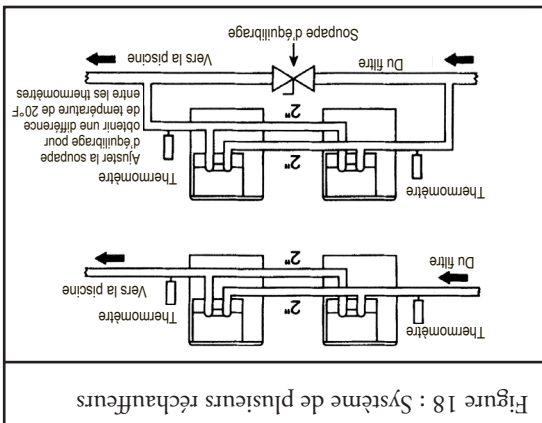 Figure 18 : Système de plusieurs réchauffeurs
Thermomètre
Thermomètre
2"
Vers la piscine
2"
Du filtre
Thermomètre
Thermomètre
2"
Ajuster la soupape
d'équilibrage pour
obtenir une différence
de température de 20°F
entre les thermomètres
2"
Du filtre
Vers la piscine
Soupape d'équilibrage